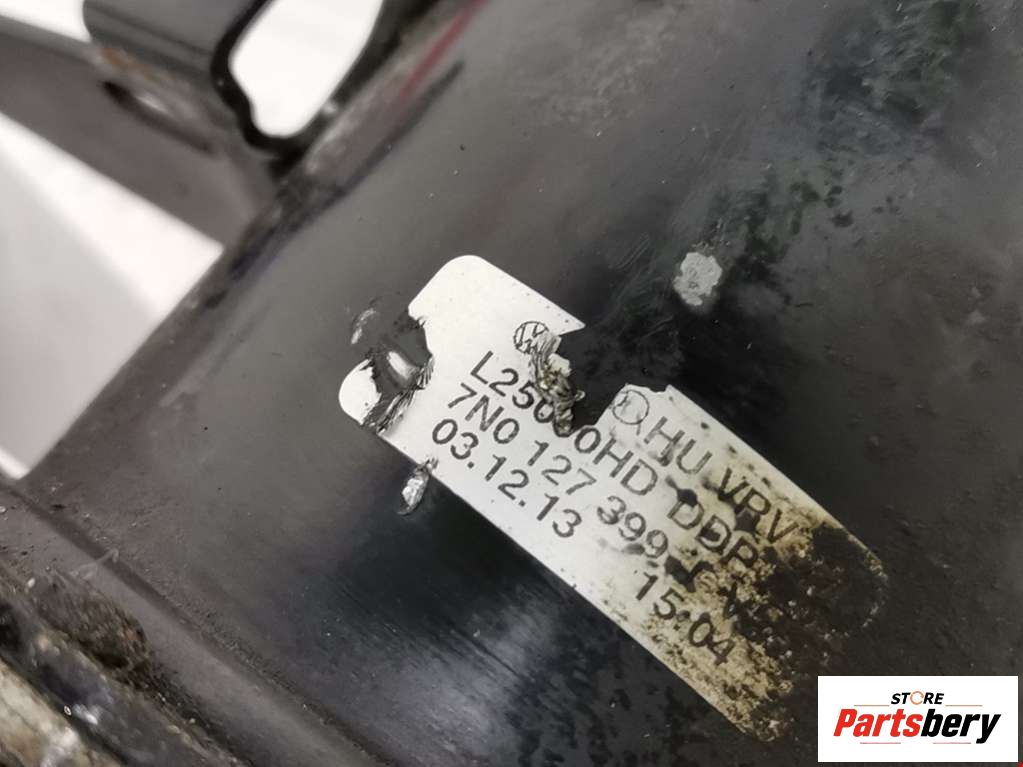 HU VRV
L25000HD DDP
7N0 127 399
03.12.13 15:04
STORE
Partsbery